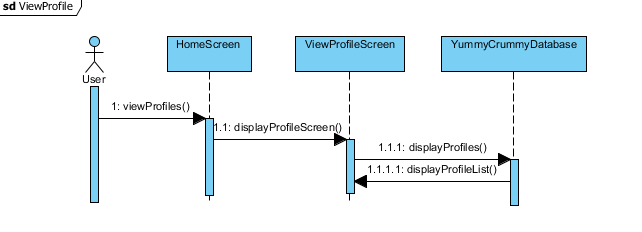 sd ViewProfile
HomeScreen
ViewProfileScreen
YummyCrummyDatabase
User
1: viewProfiles()
1.1: displayProfileScreen()
1.1.1: displayProfiles()
1.1.1.1: displayProfileList()